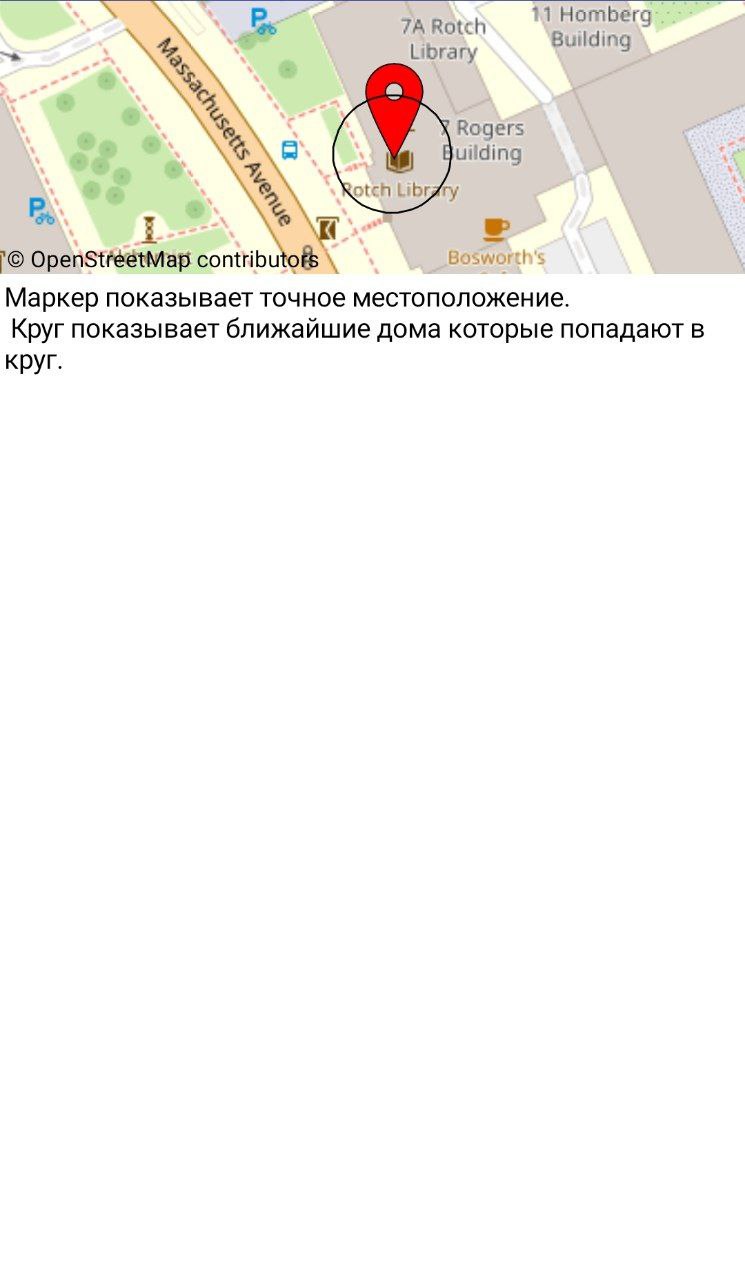 7A Rotch
Library
11 Homberg
Building
Massachusetts Avenue
7 Rogers
Building
Rotch Library
Bosworth's
© OpenStreetMap contributors
Маркер показывает точное местоположение.
Круг показывает ближайшие дома которые попадают в
круг.